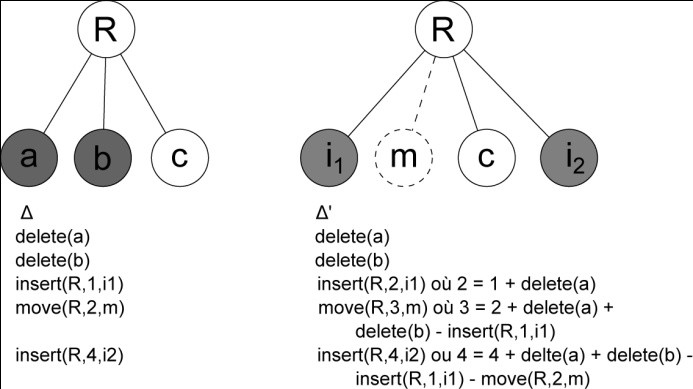 R
R
a b c
i1 m c i2
Δ
delete(a)
delete(b)
insert(R,1,i1)
move(R,2,m)
insert(R,4,i2)
Δ'
delete(a)
delete(b)
insert(R,2,i1) où 2 = 1 + delete(a)
move(R,3,m) où 3 = 2 + delete(a) +
delete(b) - insert(R,1,i1)
insert(R,4,i2) ou 4 = 4 + delte(a) + delete(b) -
insert(R,1,i1) - move(R,2,m)